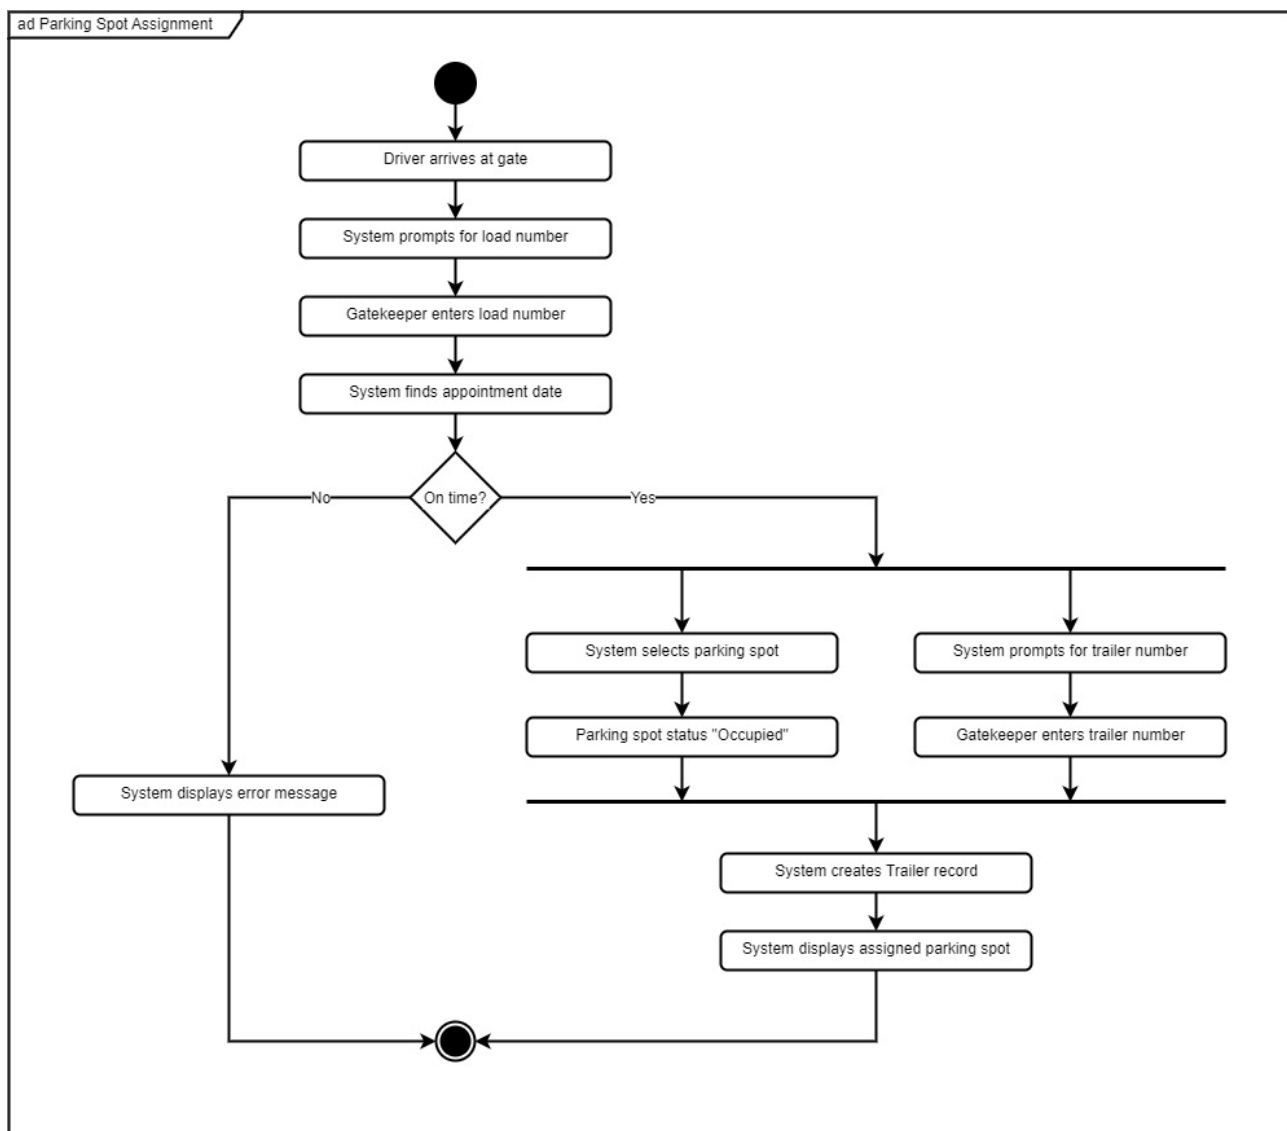 ad Parking Spot Assignment
Driver arrives at gate
System prompts for load number
Gatekeeper enters load number
System finds appointment date
No
On time?
Yes
System selects parking spot
System prompts for trailer number
Parking spot status "Occupied"
Gatekeeper enters trailer number
System displays error message
System creates Trailer record
System displays assigned parking spot